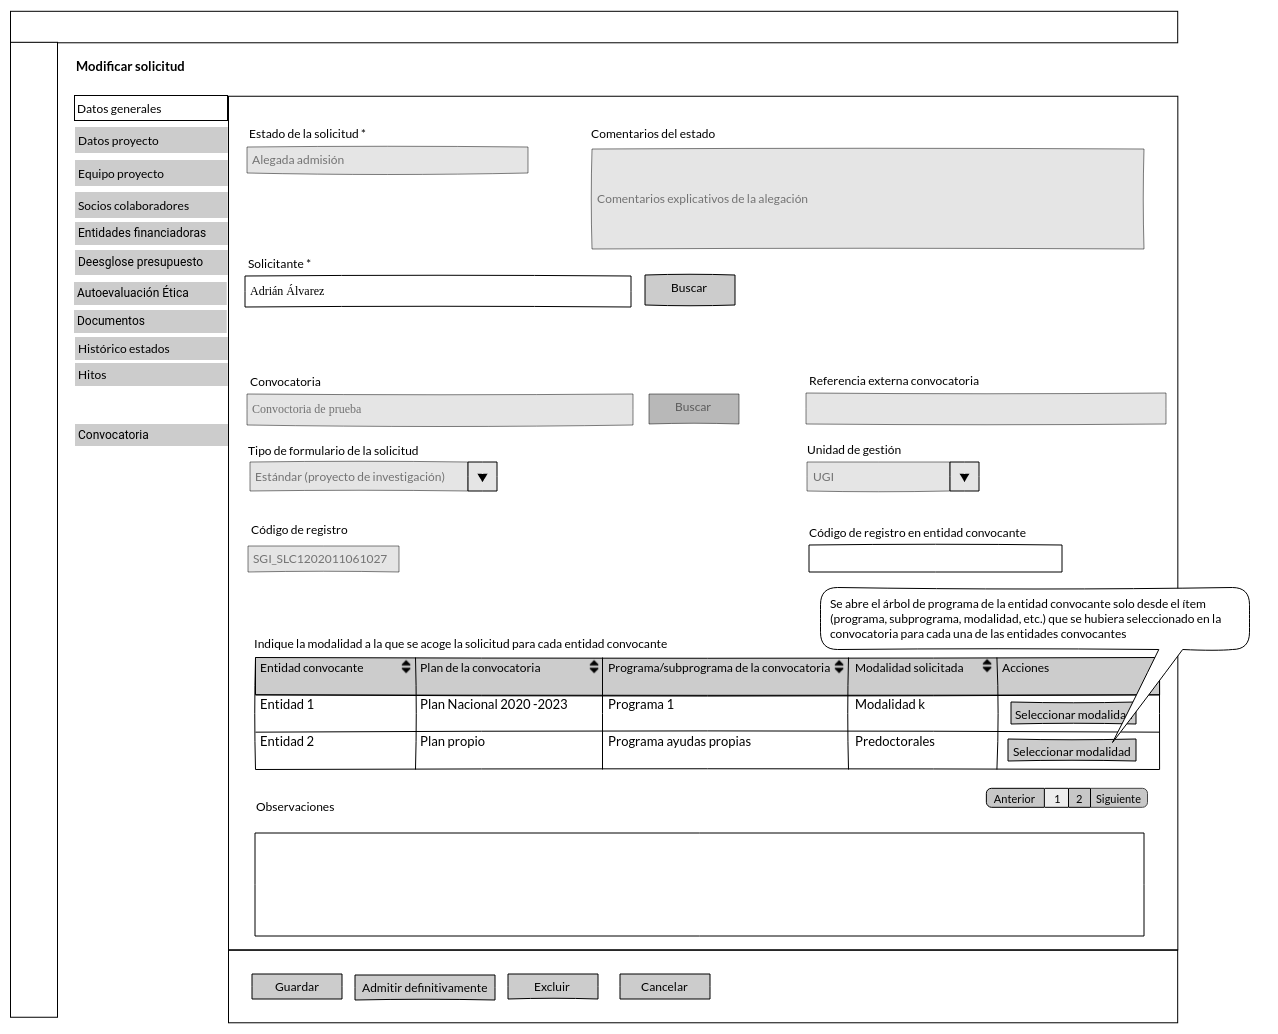 Modificar solicitud
Datos generales
Datos proyecto
Equipo proyecto
Socios colaboradores
Entidades financiadoras
Deesglose presupuesto
Autoevaluación Ética
Documentos
Histórico estados
Hitos
Convocatoria
Estado de la solicitud *
Alegada admisión
Comentarios del estado
Comentarios explicativos de la alegación
Solicitante *
Adrián Álvarez
Buscar
Convocatoria
Convoctoria de prueba
Buscar
Referencia externa convocatoria
Tipo de formulario de la solicitud
Estándar (proyecto de investigación)
Unidad de gestión
UGI
Código de registro
SGI_SLC1202011061027
Código de registro en entidad convocante
Se abre el árbol de programa de la entidad convocante solo desde el ítem
(programa, subprograma, modalidad, etc.) que se hubiera seleccionado en la
convocatoria para cada una de las entidades convocantes
Indique la modalidad a la que se acoge la solicitud para cada entidad convocante
Entidad convocante Plan de la convocatoria Programa/subprograma de la convocatoria Modalidad solicitada Acciones
Entidad 1 Plan Nacional 2020 -2023 Programa 1 Modalidad k Seleccionar modalida
Entidad 2 Plan propio Programa ayudas propias Predoctorales Seleccionar modalidad
Anterior 1 2 Siguiente
Observaciones
Guardar Admitir definitivamente Excluir Cancelar